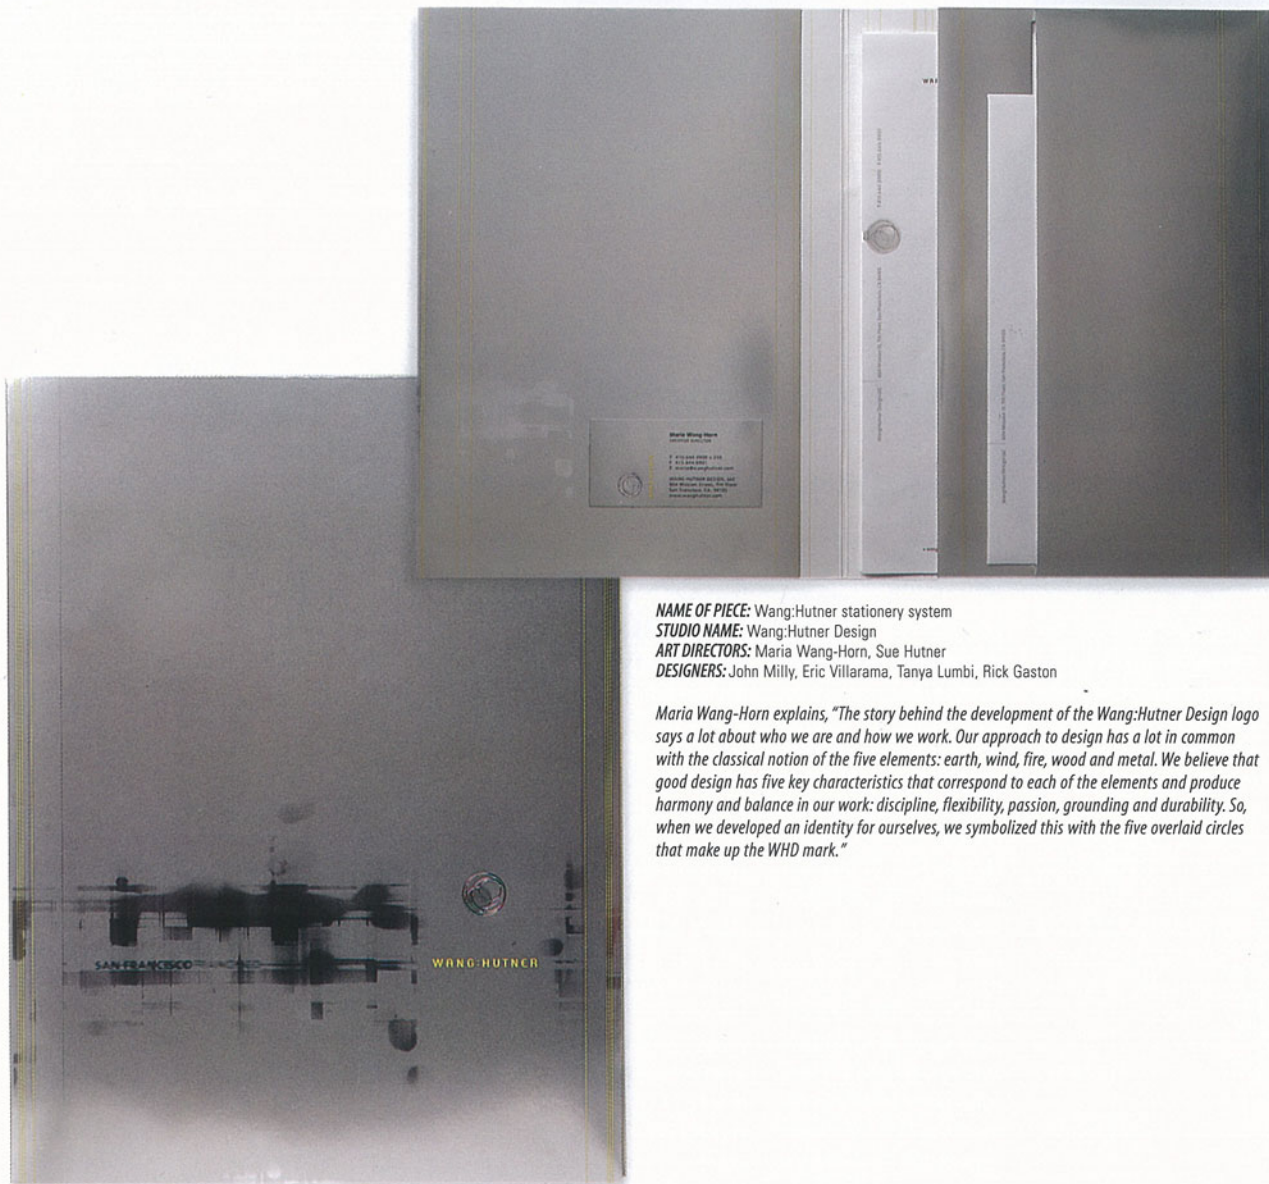 WAN
Maria Wang-Horn
San Francisco, CA
www.wanghutner.com
SAN FRANCISCO
WANG:HUTNER
NAME OF PIECE: Wang:Hutner stationery system
STUDIO NAME: Wang:Hutner Design
ART DIRECTORS: Maria Wang-Horn, Sue Hutner
DESIGNERS: John Milly, Eric Villarama, Tanya Lumbi, Rick Gaston
Maria Wang-Horn explains, “The story behind the development of the Wang:Hutner Design logo
says a lot about who we are and how we work. Our approach to design has a lot in common
with the classical notion of the five elements: earth, wind, fire, wood and metal. We believe that
good design has five key characteristics that correspond to each of the elements and produce
harmony and balance in our work: discipline, flexibility, passion, grounding and durability. So,
when we developed an identity for ourselves, we symbolized this with the five overlaid circles
that make up the WHD mark.”